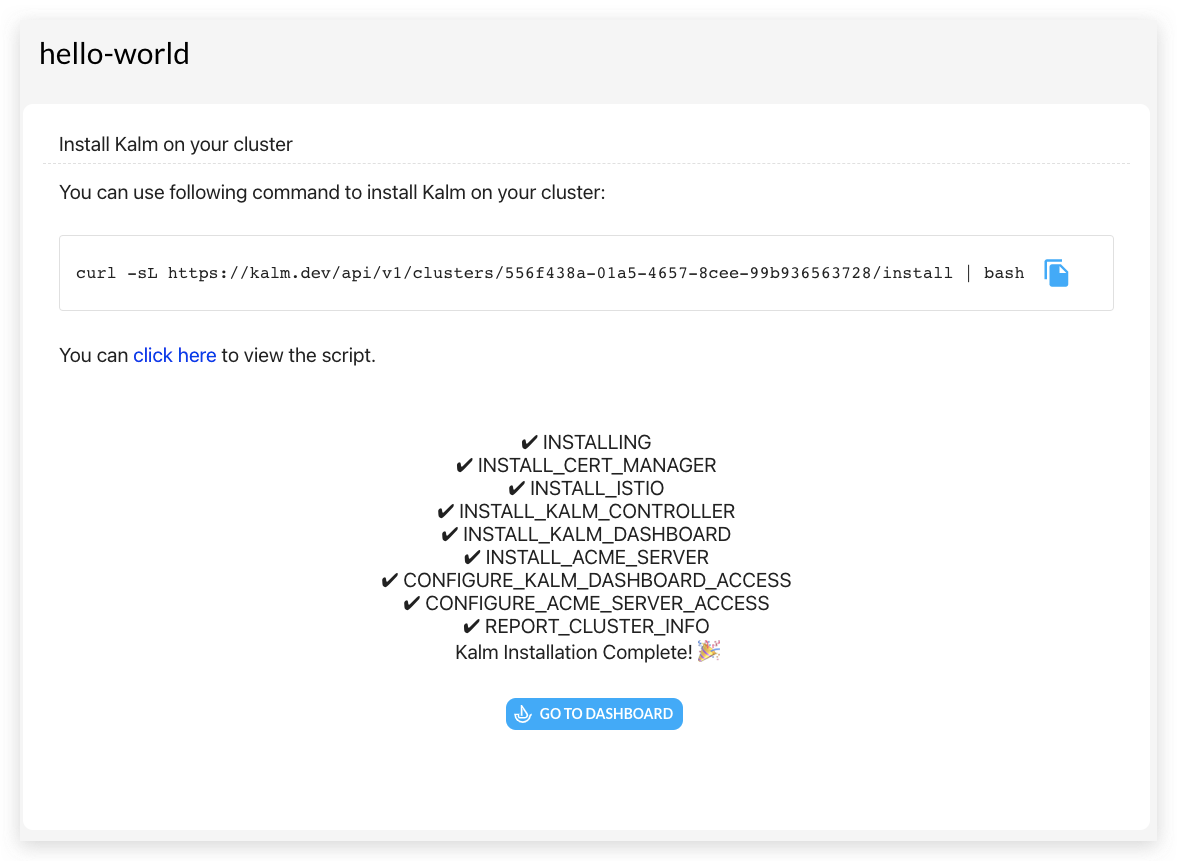 hello-world
Install Kalm on your cluster
You can use following command to install Kalm on your cluster:
curl -sL https://kalm.dev/api/v1/clusters/556f438a-01a5-4657-8cee-99b936563728/install | bash
You can click here to view the script.
✔ INSTALLING
✔ INSTALL_CERT_MANAGER
✔ INSTALL_ISTIO
✔ INSTALL_KALM_CONTROLLER
✔ INSTALL_KALM_DASHBOARD
✔ INSTALL_ACME_SERVER
✔ CONFIGURE_KALM_DASHBOARD_ACCESS
✔ CONFIGURE_ACME_SERVER_ACCESS
✔ REPORT_CLUSTER_INFO
Kalm Installation Complete! 🎉
GO TO DASHBOARD